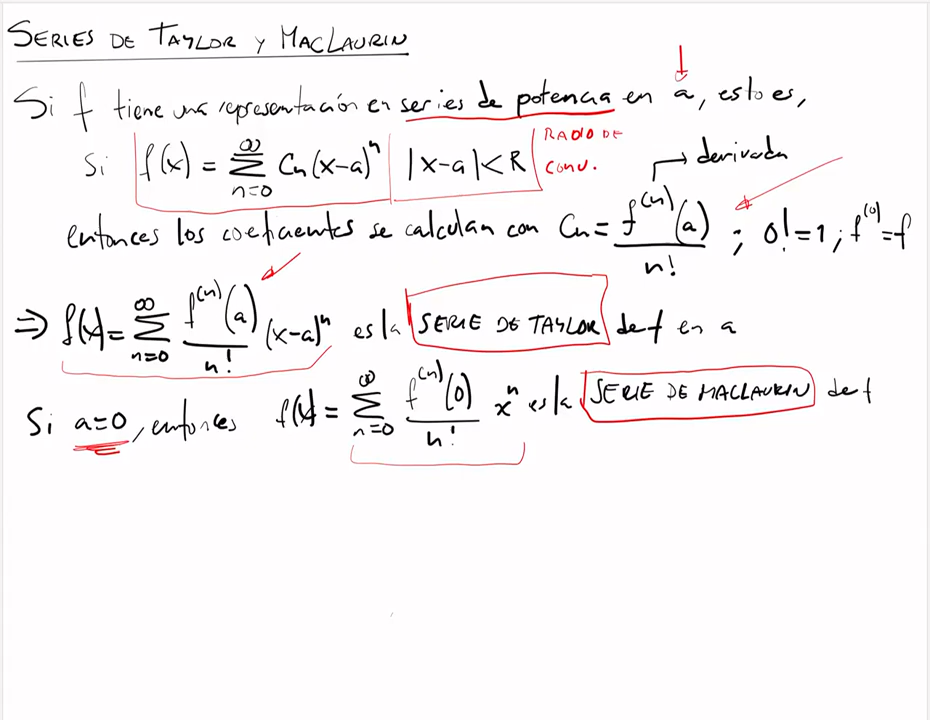 SERIES DE TAYLOR Y MACLAURIN
Si f tiene una representación en series de potencia en a, esto es,
Si f(x) = ∑_{n=0}^{∞} Cn (x-a)^n |x-a| < R RADIO DE CONV.
derivada
entonces los coeficientes se calculan con Cn = f^{(n)}(a) / n! ; 0! = 1 ; f^{(0)} = f
⇒ f(x) = ∑_{n=0}^{∞} f^{(n)}(a) / n! (x-a)^n es la SERIE DE TAYLOR de f en a
Si a=0, entonces f(x) = ∑_{n=0}^{∞} f^{(n)}(0) / n! x^n es la SERIE DE MACLAURIN de f